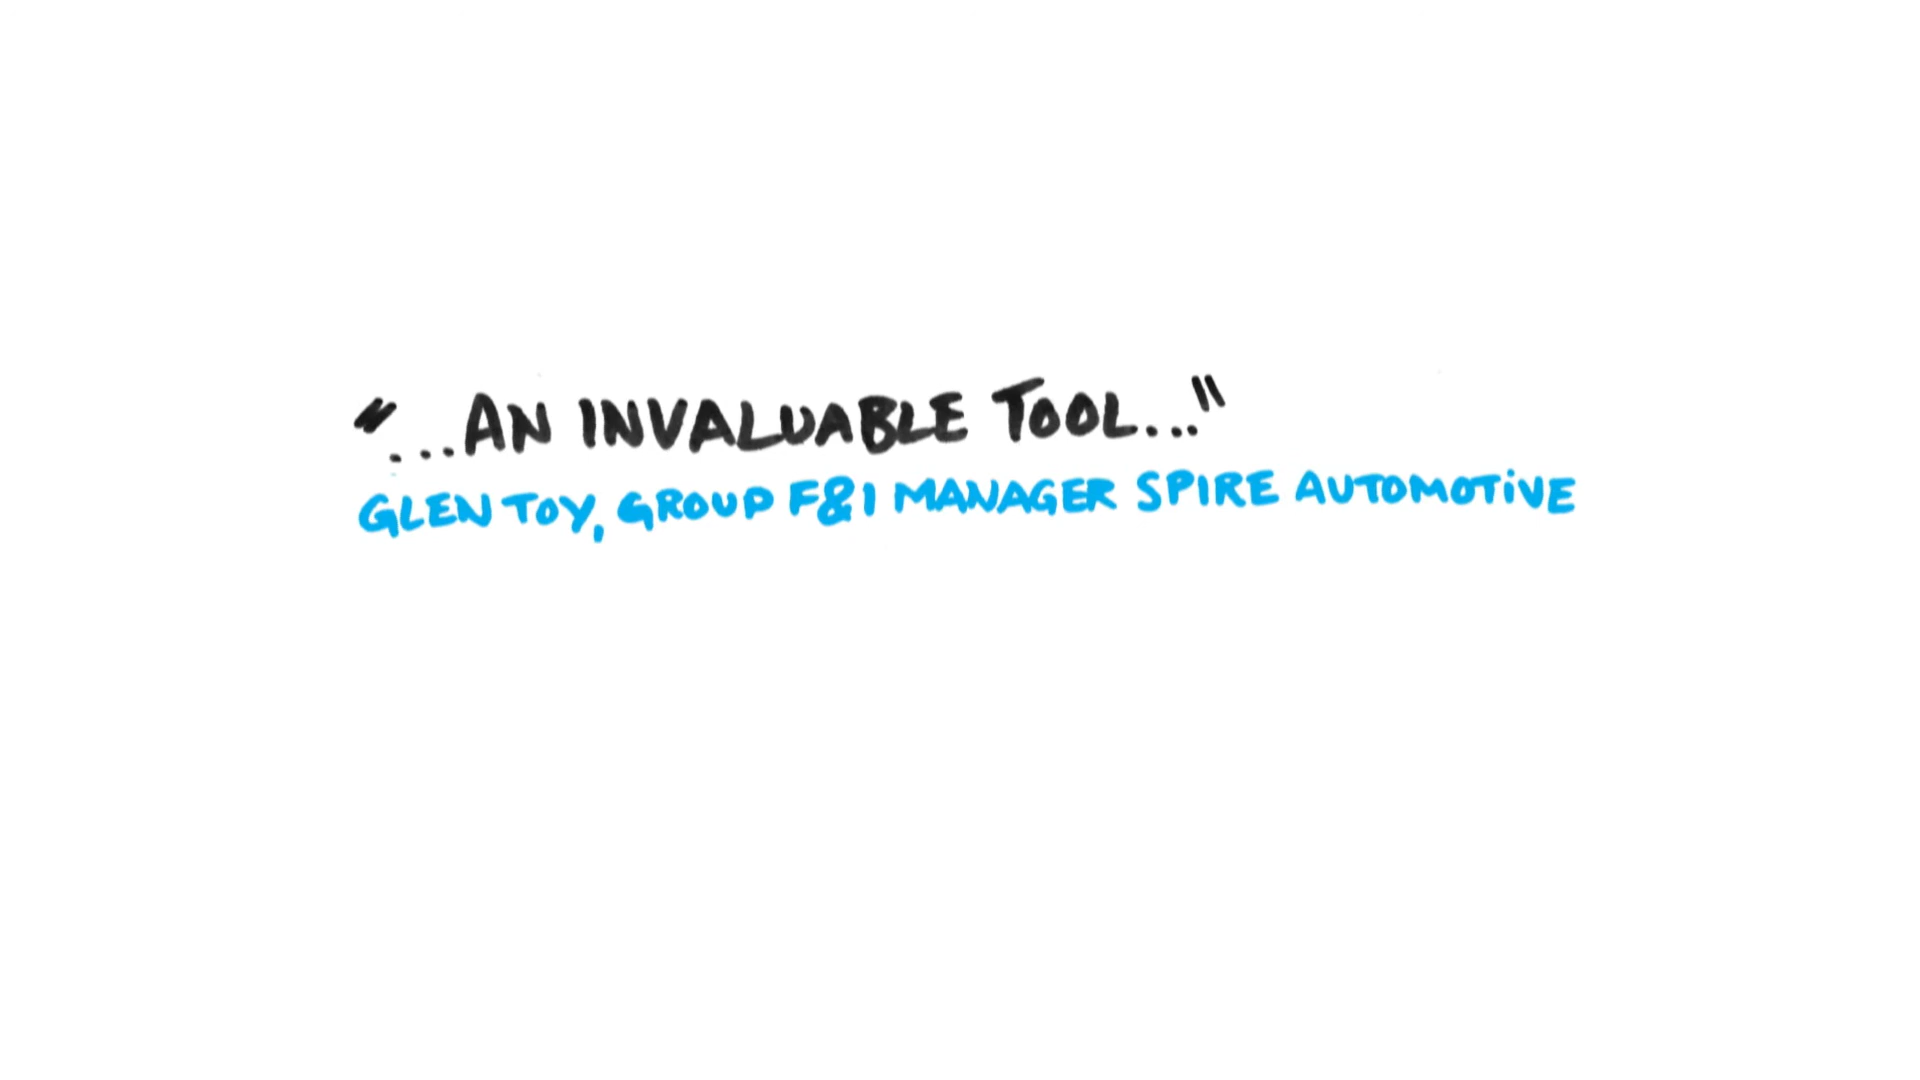 "...AN INVALUABLE TOOL..."
GLEN TOY, GROUP F&I MANAGER SPIRE AUTOMOTIVE